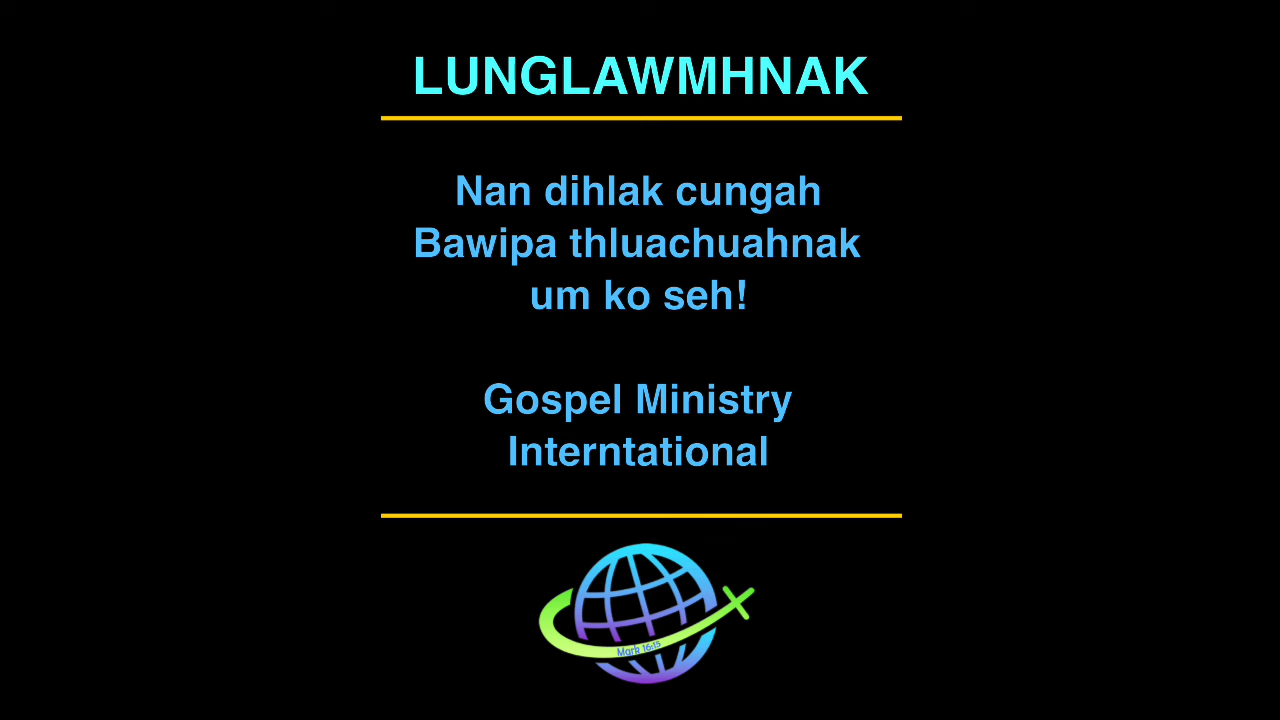 LUNGLAWMHNAK
Nan dihlak cungah
Bawipa thluachuahnak
um ko seh!
Gospel Ministry
Interntational
Mark 16:15